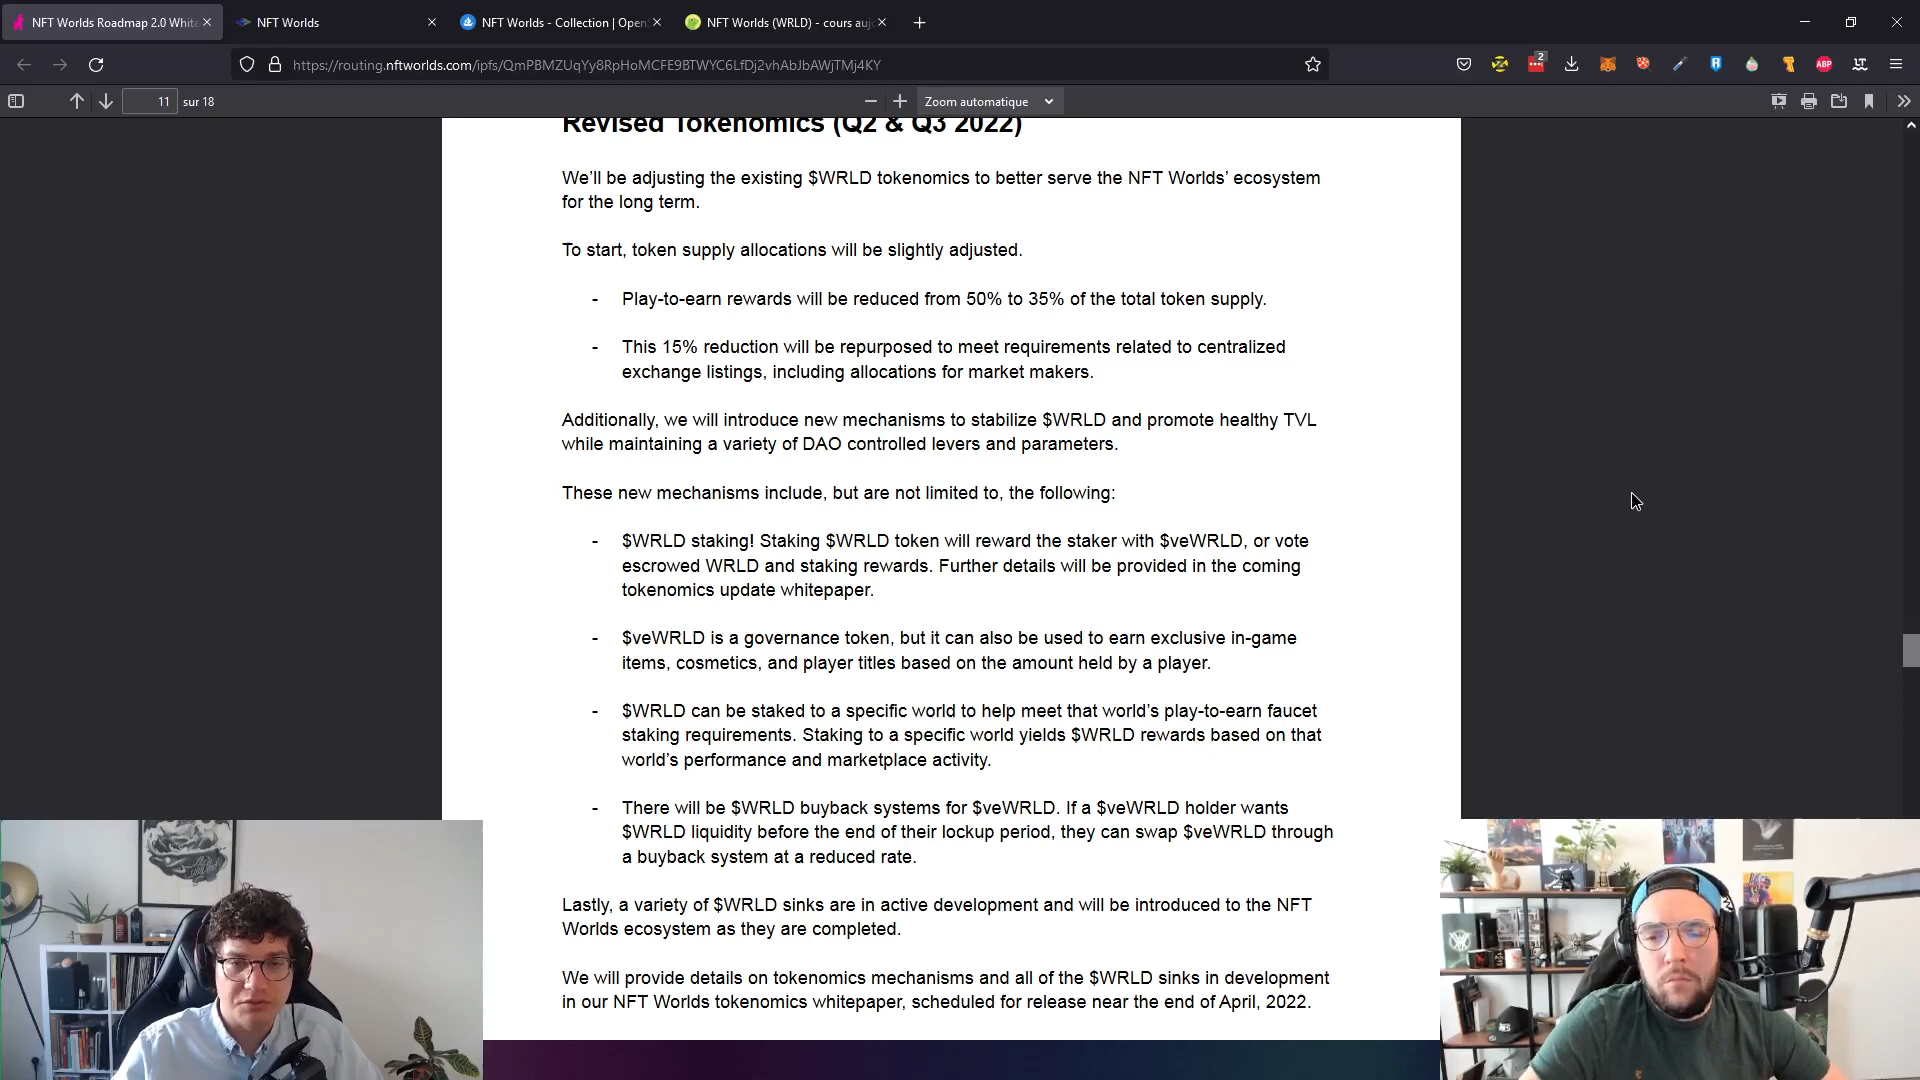 NFT Worlds Roadmap 2.0 White
NFT Worlds
NFT Worlds - Collection | Open
NFT Worlds (WRLD) - cours auj
https://routing.nftworlds.com/ipfs/QmPBMZUqYy8RpHoMCFE9BTWYC6LfDj2vhAbJbAWjTMj4KY
2
ABP
11 sur 18
Zoom automatique
Revised Tokenomics (Q2 & Q3 2022)
We'll be adjusting the existing $WRLD tokenomics to better serve the NFT Worlds' ecosystem
for the long term.
To start, token supply allocations will be slightly adjusted.
- Play-to-earn rewards will be reduced from 50% to 35% of the total token supply.
- This 15% reduction will be repurposed to meet requirements related to centralized
exchange listings, including allocations for market makers.
Additionally, we will introduce new mechanisms to stabilize $WRLD and promote healthy TVL
while maintaining a variety of DAO controlled levers and parameters.
These new mechanisms include, but are not limited to, the following:
- $WRLD staking! Staking $WRLD token will reward the staker with $veWRLD, or vote
escrowed WRLD and staking rewards. Further details will be provided in the coming
tokenomics update whitepaper.
- $veWRLD is a governance token, but it can also be used to earn exclusive in-game
items, cosmetics, and player titles based on the amount held by a player.
- $WRLD can be staked to a specific world to help meet that world's play-to-earn faucet
staking requirements. Staking to a specific world yields $WRLD rewards based on that
world's performance and marketplace activity.
- There will be $WRLD buyback systems for $veWRLD. If a $veWRLD holder wants
$WRLD liquidity before the end of their lockup period, they can swap $veWRLD through
a buyback system at a reduced rate.
Lastly, a variety of $WRLD sinks are in active development and will be introduced to the NFT
Worlds ecosystem as they are completed.
We will provide details on tokenomics mechanisms and all of the $WRLD sinks in development
in our NFT Worlds tokenomics whitepaper, scheduled for release near the end of April, 2022.